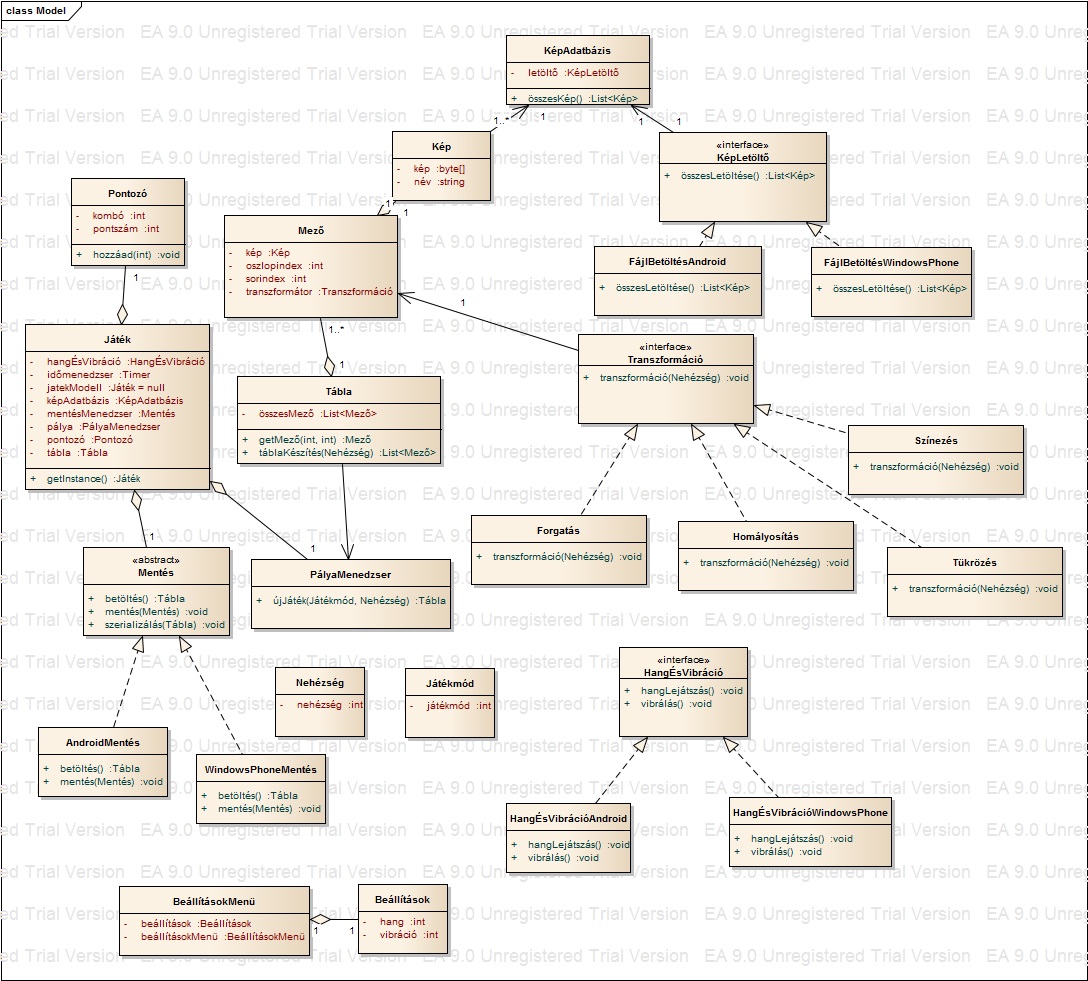 class Model
KépAdatbázis
- letöltő :KépLetöltő
+ összesKép() :List<Kép>
1..*
1
1
1
Kép
- kép :byte[]
- név :string
«interface»
KépLetöltő
+ összesLetöltése() :List<Kép>
Pontozó
- kombó :int
- pontszám :int
+ hozzáad(int) :void
1
1
1
Mező
- kép :Kép
- oszlopindex :int
- sorindex :int
- transzformátor :Transzformáció
FájlBetöltésAndroid
+ összesLetöltése() :List<Kép>
FájlBetöltésWindowsPhone
+ összesLetöltése() :List<Kép>
1
1..*
1
Játék
- hangÉsVibráció :HangÉsVibráció
- időmenedzser :Timer
- jatekModell :Játék = null
- képAdatbázis :KépAdatbázis
- mentésMenedzser :Mentés
- pálya :PályaMenedzser
- pontozó :Pontozó
- tábla :Tábla
+ getInstance() :Játék
Tábla
- összesMező :List<Mező>
+ getMező(int, int) :Mező
+ táblaKészítés(Nehézség) :List<Mező>
«interface»
Transzformáció
+ transzformáció(Nehézség) :void
Színezés
+ transzformáció(Nehézség) :void
Forgatás
+ transzformáció(Nehézség) :void
Homályosítás
+ transzformáció(Nehézség) :void
Tükrözés
+ transzformáció(Nehézség) :void
1
1
«abstract»
Mentés
+ betöltés() :Tábla
+ mentés(Mentés) :void
+ szerializálás(Tábla) :void
PályaMenedzser
+ újJáték(Játékmód, Nehézség) :Tábla
Nehézség
- nehézség :int
Játékmód
- játékmód :int
«interface»
HangÉsVibráció
+ hangLejátszás() :void
+ vibrálás() :void
AndroidMentés
+ betöltés() :Tábla
+ mentés(Mentés) :void
WindowsPhoneMentés
+ betöltés() :Tábla
+ mentés(Mentés) :void
HangÉsVibrációAndroid
+ hangLejátszás() :void
+ vibrálás() :void
HangÉsVibrációWindowsPhone
+ hangLejátszás() :void
+ vibrálás() :void
BeállításokMenü
- beállítások :Beállítások
- beállításokMenü :BeállításokMenü
1
1
Beállítások
- hang :int
- vibráció :int
EA 9.0 Unregistered Trial Version